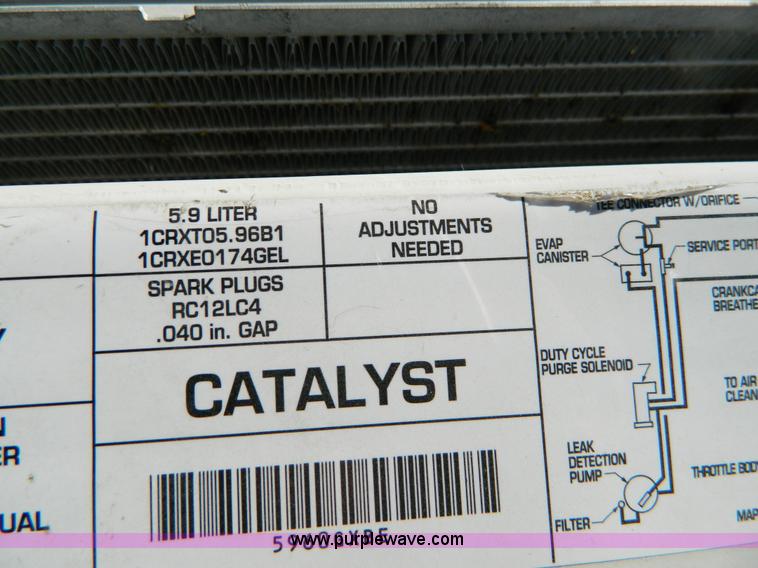 5.9 LITER
1CRXT05.96B1
1CRXE0174GEL
NO
ADJUSTMENTS
NEEDED
SPARK PLUGS
RC12LC4
.040 in. GAP
CATALYST
TEE CONNECTOR W/ORIFICE
EVAP
CANISTER
SERVICE PORT
CRANKCA
BREATHE
DUTY CYCLE
PURGE SOLENOID
TO AIR
CLEAN
LEAK
DETECTION
PUMP
THROTTLE BODY
FILTER
MAP
ER
UAL
www.purplewave.com